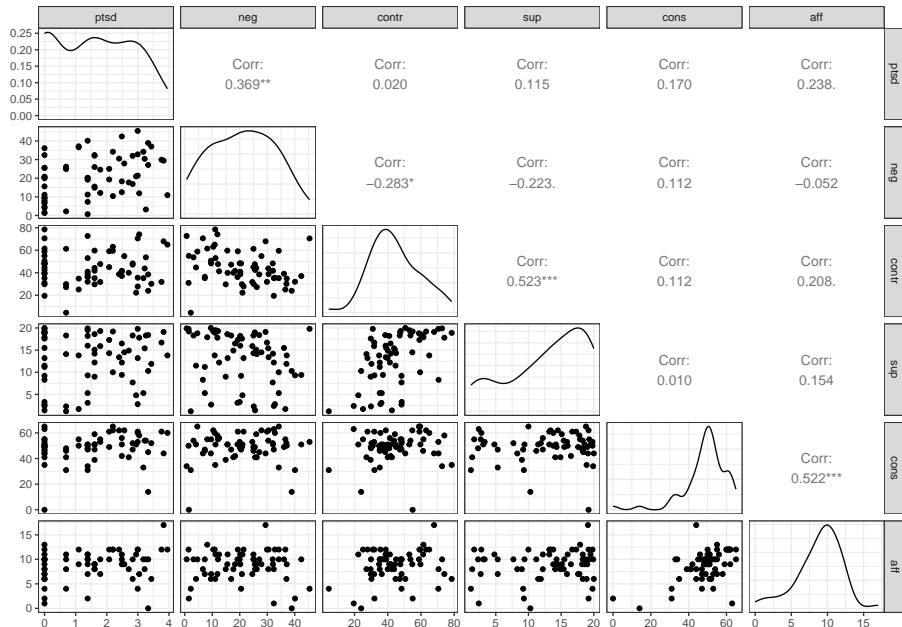 ptsd neg contr sup cons aff
0.25
0.20
0.15
0.10
0.05
0.00
Corr: Corr: Corr: Corr: Corr:
0.369** 0.020 0.115 0.170 0.238.
ptsd
40
30
20
10
0
Corr: Corr: Corr: Corr:
−0.283* −0.223. 0.112 −0.052
neg
80
60
40
20
Corr: Corr: Corr:
0.523*** 0.112 0.208.
contr
20
15
10
5
Corr: Corr:
0.010 0.154
sup
60
40
20
0
Corr:
0.522***
cons
15
10
5
0
aff
0 1 2 3 4 0 10 20 30 40 20 40 60 80 5 10 15 20 0 20 40 60 0 5 10 15